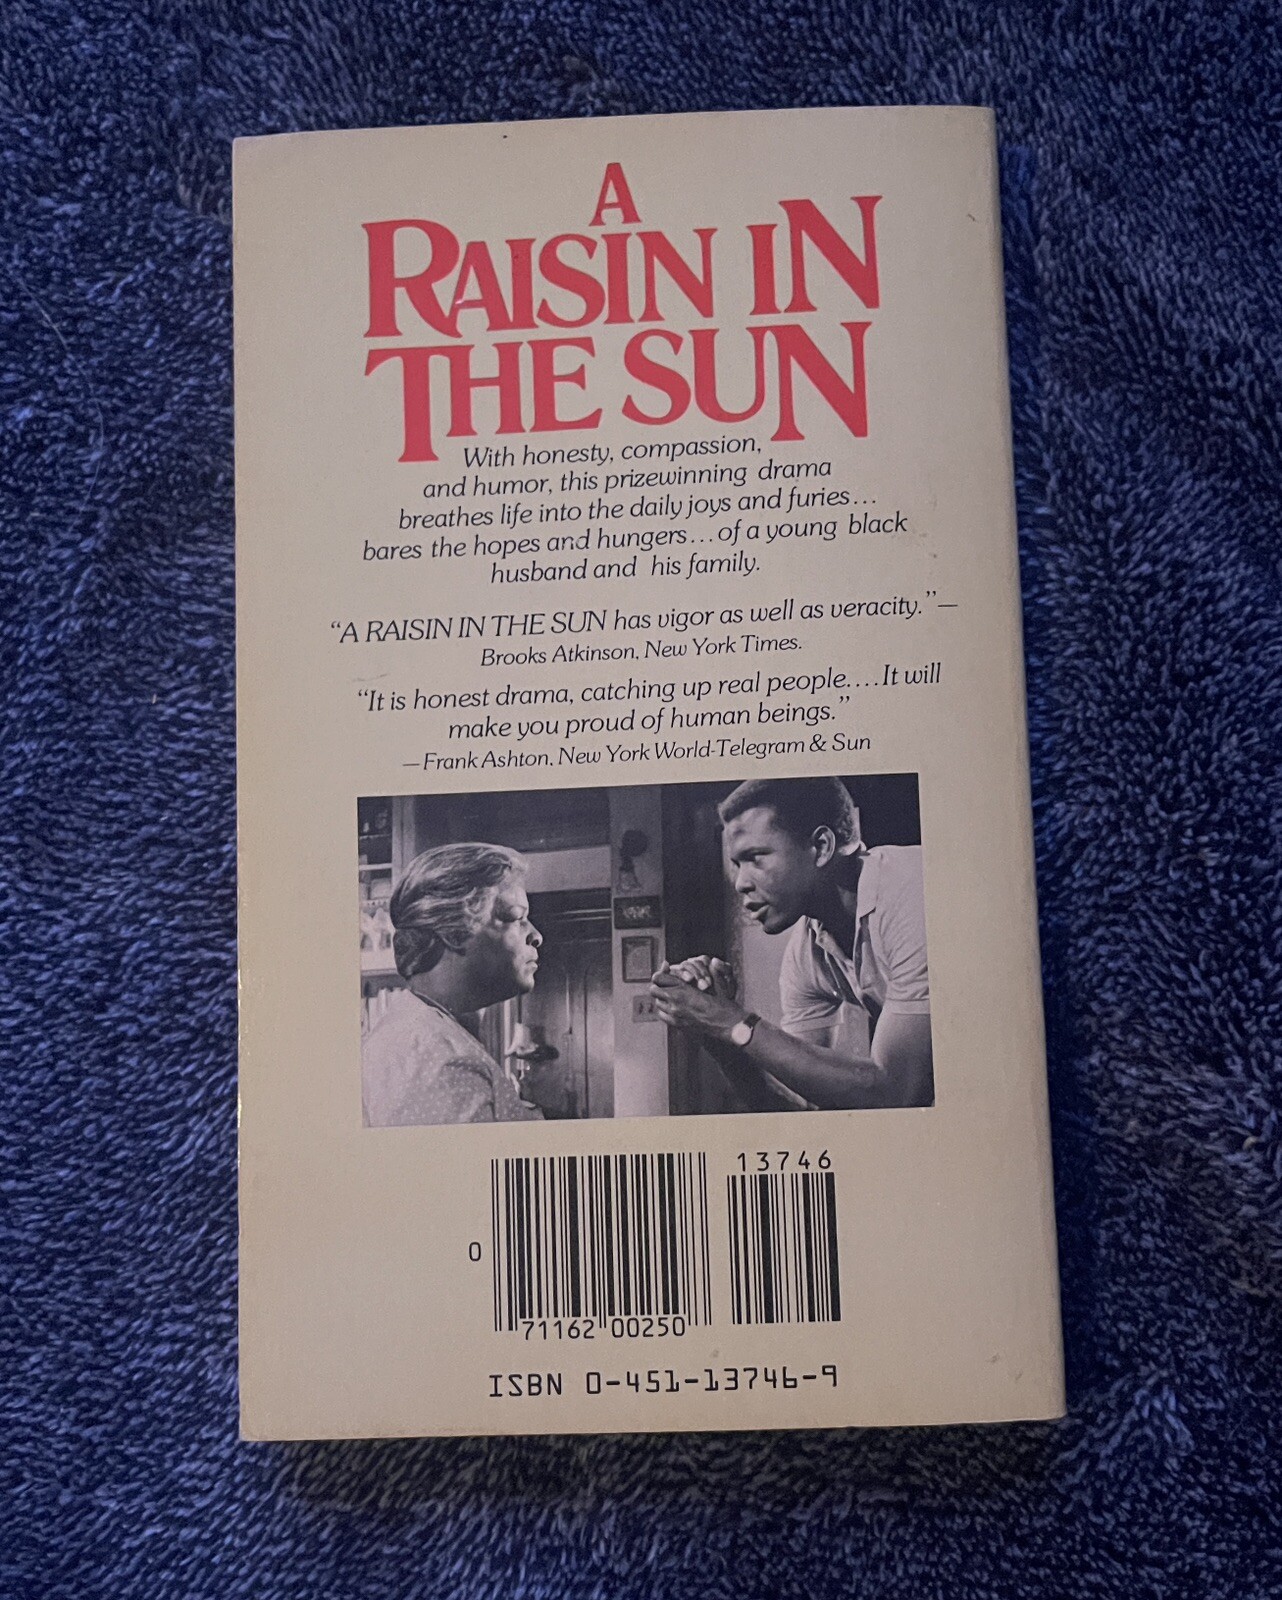 A
RAISIN IN
THE SUN
With honesty, compassion,
and humor, this prizewinning drama
breathes life into the daily joys and furies...
bares the hopes and hungers...of a young black
husband and his family.
“A RAISIN IN THE SUN has vigor as well as veracity.”—
Brooks Atkinson, New York Times.
“It is honest drama, catching up real people....It will
make you proud of human beings.”
—Frank Ashton, New York World-Telegram & Sun
13746
0
71162 00250
ISBN 0-451-13746-9